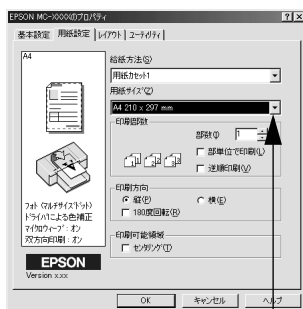 EPSON MC-XXXXのプロパティ
基本設定 用紙設定 レイアウト ユーティリティ
A4
給紙方法(S)
用紙カセット1
用紙サイズ(Z)
A4 210 x 297 mm
印刷部数
部数(I) 1
部単位で印刷(L)
逆順印刷(V)
印刷方向
縦(P) 横(E)
180度回転(R)
印刷可能領域
センタリング(T)
フォト (マルチサイズドット)
ドライバによる色補正
マイクロウィーブ : オン
双方向印刷 : オン
EPSON
Version x.xx
OK キャンセル ヘルプ